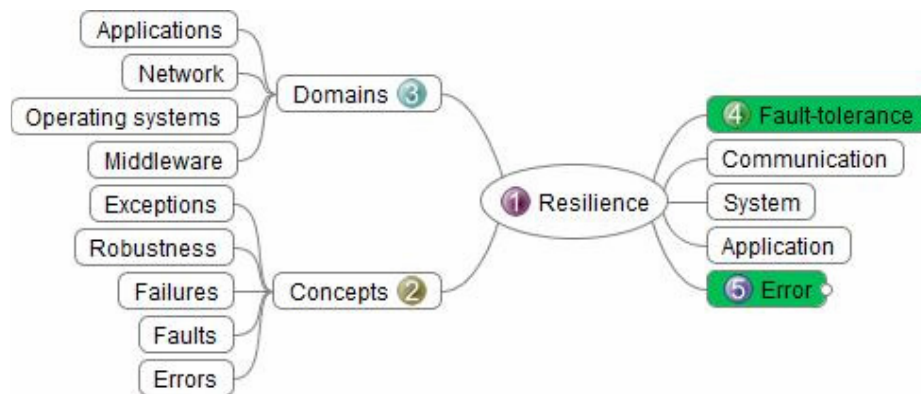 Applications
Network
Operating systems
Middleware
Domains 3
Exceptions
Robustness
Failures
Faults
Errors
Concepts 2
1 Resilience
4 Fault-tolerance
Communication
System
Application
5 Error